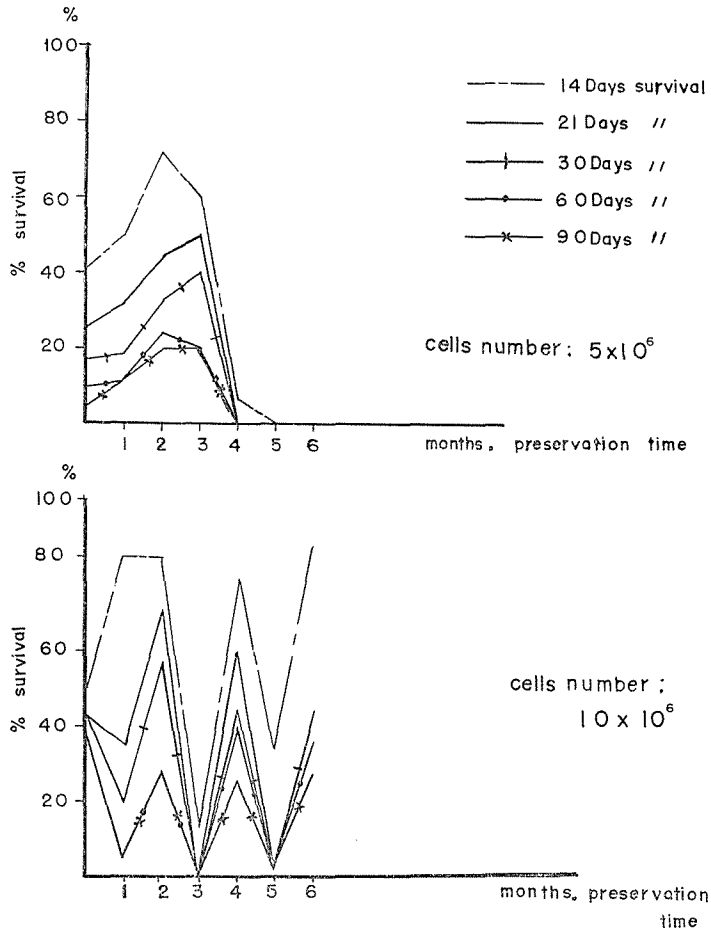 %
100
80
60
40
20
% survival
14 Days survival
21 Days "
30 Days "
60 Days "
90 Days "
cells number; 5x10⁶
1 2 3 4 5 6
months. preservation time
%
100
80
60
40
20
% survival
cells number;
10 x 10⁶
1 2 3 4 5 6
months. preservation
time